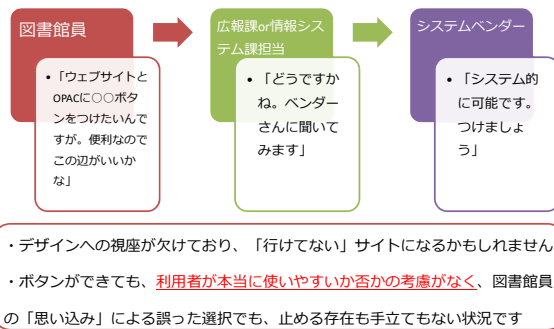 図書館員
・「ウェブサイトと
OPACに○○ボタ
ンをつけたいんで
すが。便利なので
この辺がいいか
な」
広報課or情報シス
テム課担当
・「どうですか
ね。ベンダー
さんに聞いて
みます」
システムベンダー
・「システム的
に可能です。
つけましょ
う」
・デザインへの視座が欠けており、「行けてない」サイトになるかもしれません
・ボタンができても、利用者が本当に使いやすいか否かの考慮がなく、図書館員
の「思い込み」による誤った選択でも、止める存在も手立てもない状況です